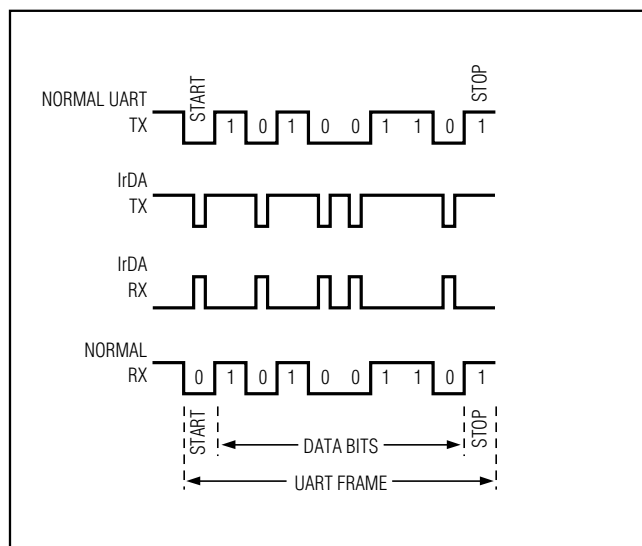 NORMAL UART
TX
START
1 0 1 0 0 1 1 0 1
STOP
IrDA
TX
IrDA
RX
NORMAL
RX
0 1 0 1 0 0 1 1 0 1
START
DATA BITS
STOP
UART FRAME